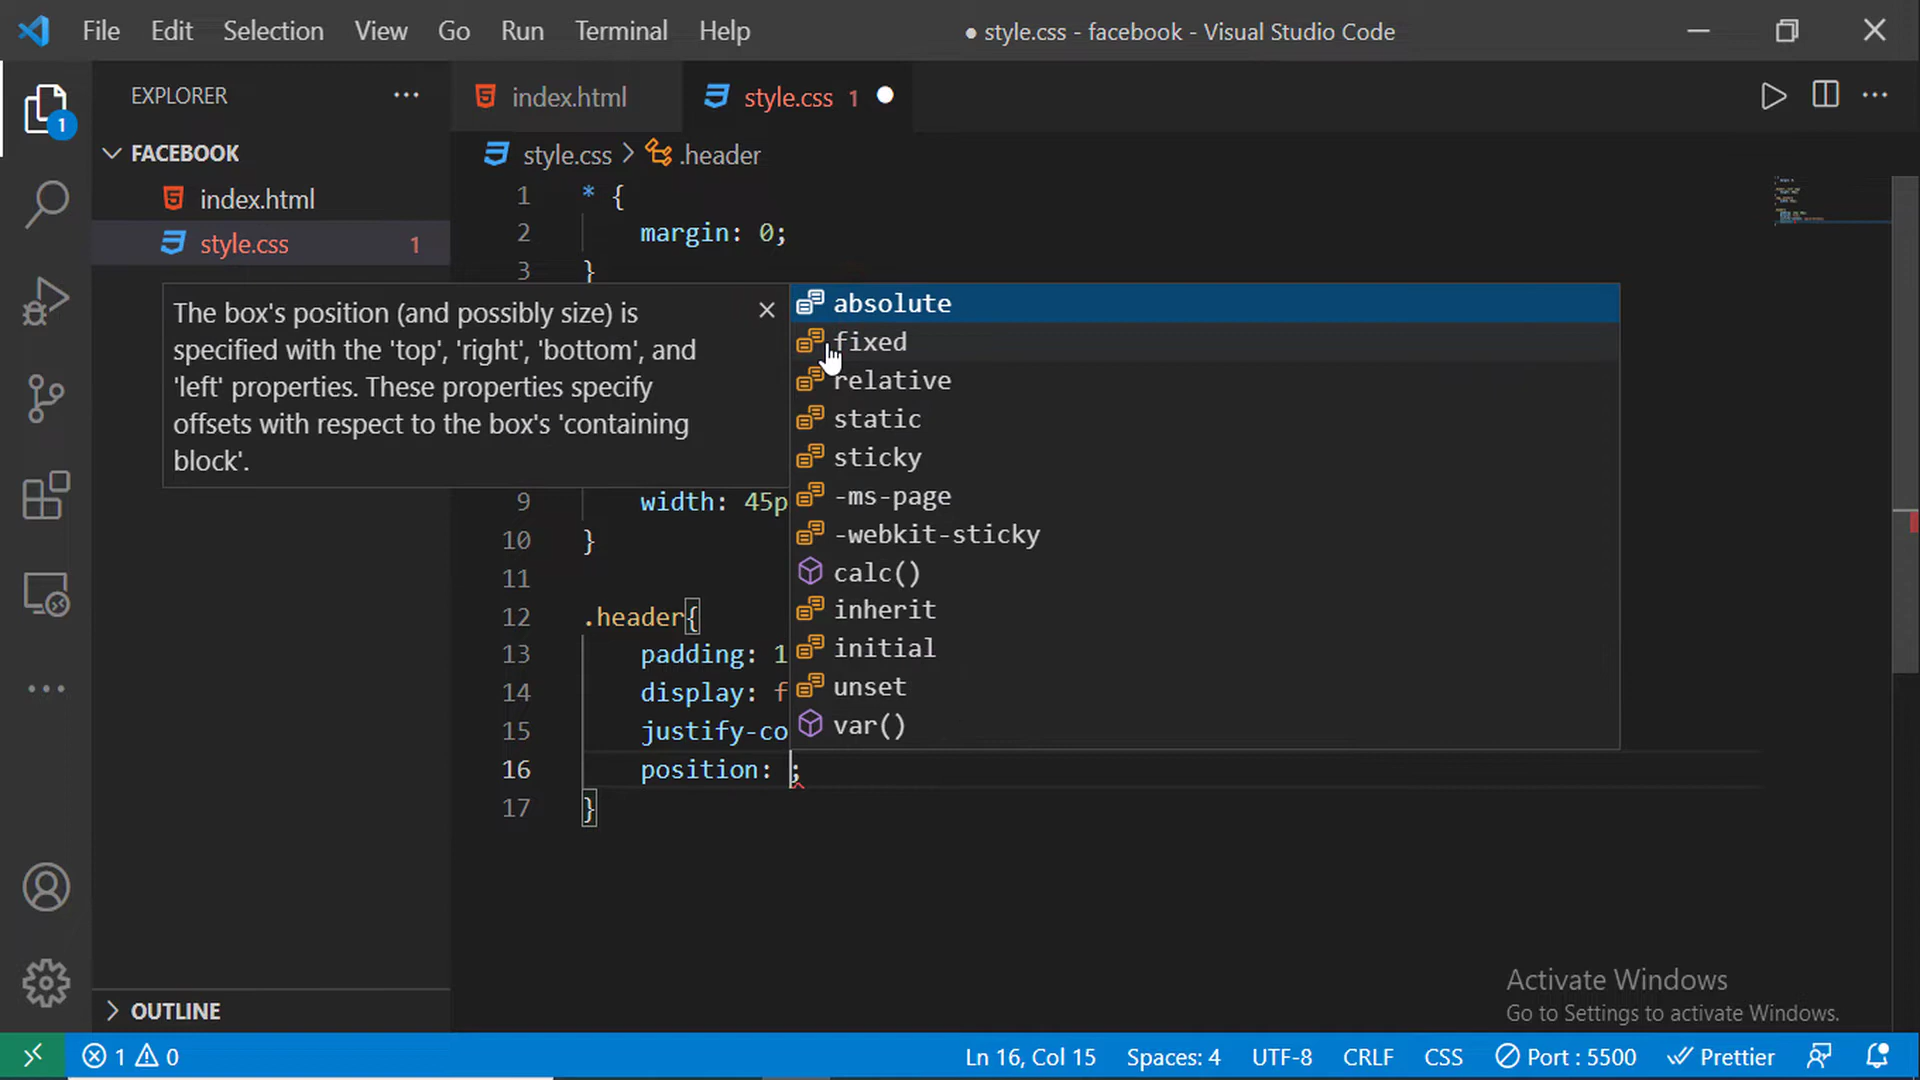 File Edit Selection View Go Run Terminal Help
● style.css - facebook - Visual Studio Code
EXPLORER
index.html
style.css 1
1
FACEBOOK
index.html
style.css 1
style.css > .header
1 * {
2 margin: 0;
3 }
The box's position (and possibly size) is
specified with the 'top', 'right', 'bottom', and
'left' properties. These properties specify
offsets with respect to the box's 'containing
block'.
absolute
fixed
relative
static
sticky
-ms-page
-webkit-sticky
calc()
inherit
initial
unset
var()
9 width: 45p
10 }
11
12 .header{
13 padding: 1
14 display: f
15 justify-co
16 position: ;
17 }
OUTLINE
Activate Windows
Go to Settings to activate Windows.
1 0
Ln 16, Col 15 Spaces: 4 UTF-8 CRLF CSS Port : 5500 Prettier